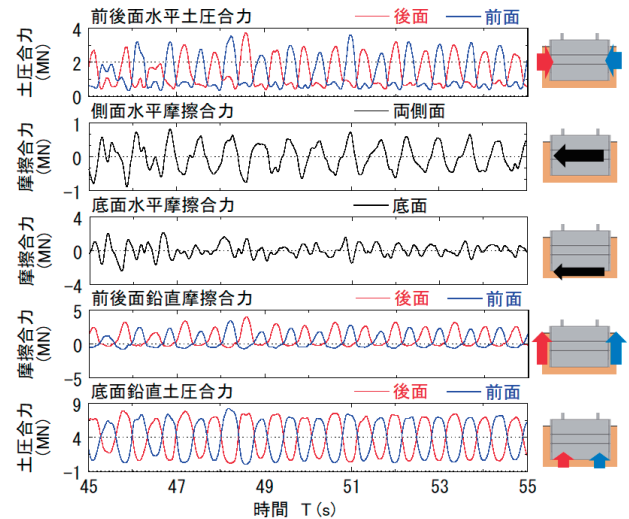 前後面水平土圧合力 後面 前面
土圧合力
(MN)
4
2
0
側面水平摩擦合力 両側面
摩擦合力
(MN)
1
0
-1
底面水平摩擦合力 底面
摩擦合力
(MN)
4
0
-4
前後面鉛直摩擦合力 後面 前面
摩擦合力
(MN)
5
0
-5
底面鉛直土圧合力 後面 前面
土圧合力
(MN)
9
4
-1
45 47 49 51 53 55
時間 T(s)